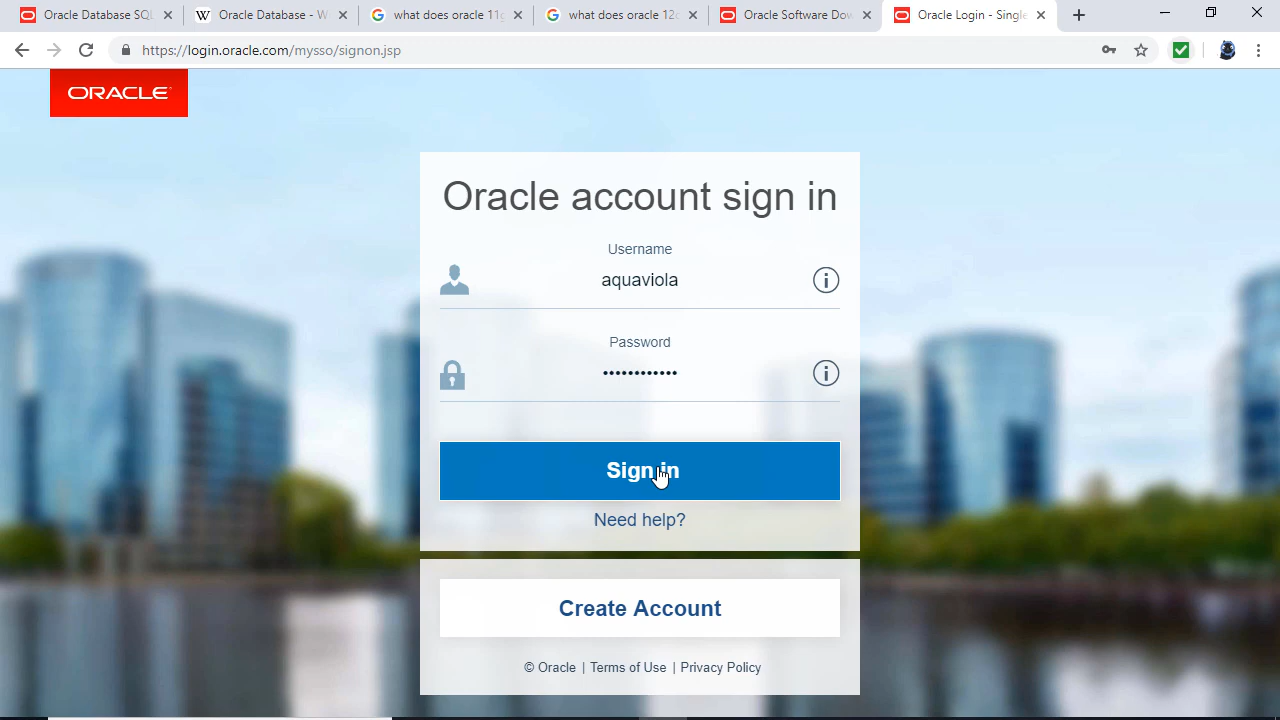 Oracle Database SQL
Oracle Database - W
what does oracle 11g
what does oracle 12c
Oracle Software Dow
Oracle Login - Single
https://login.oracle.com/mysso/signon.jsp
ORACLE
Oracle account sign in
Username
aquaviola
Password
••••••••••••
Sign in
Need help?
Create Account
© Oracle | Terms of Use | Privacy Policy